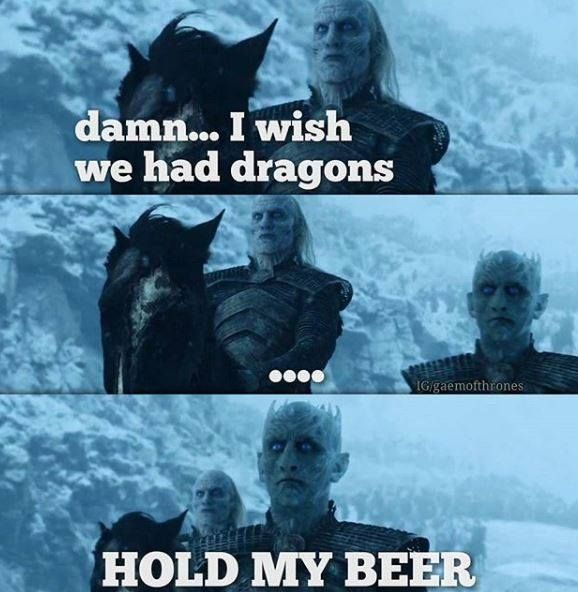 damn... I wish
we had dragons
....
IG/gaemofthrones
HOLD MY BEER